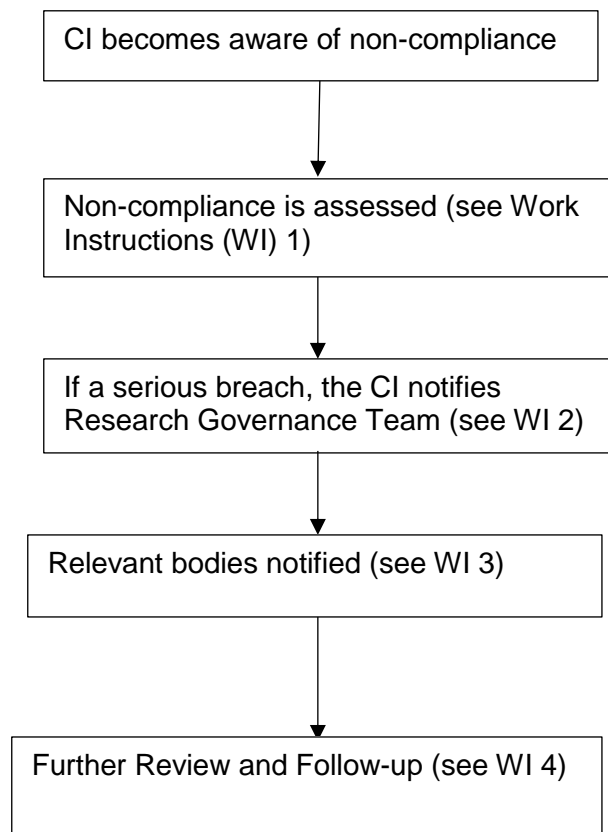 CI becomes aware of non-compliance
Non-compliance is assessed (see Work
Instructions (WI) 1)
If a serious breach, the CI notifies
Research Governance Team (see WI 2)
Relevant bodies notified (see WI 3)
Further Review and Follow-up (see WI 4)